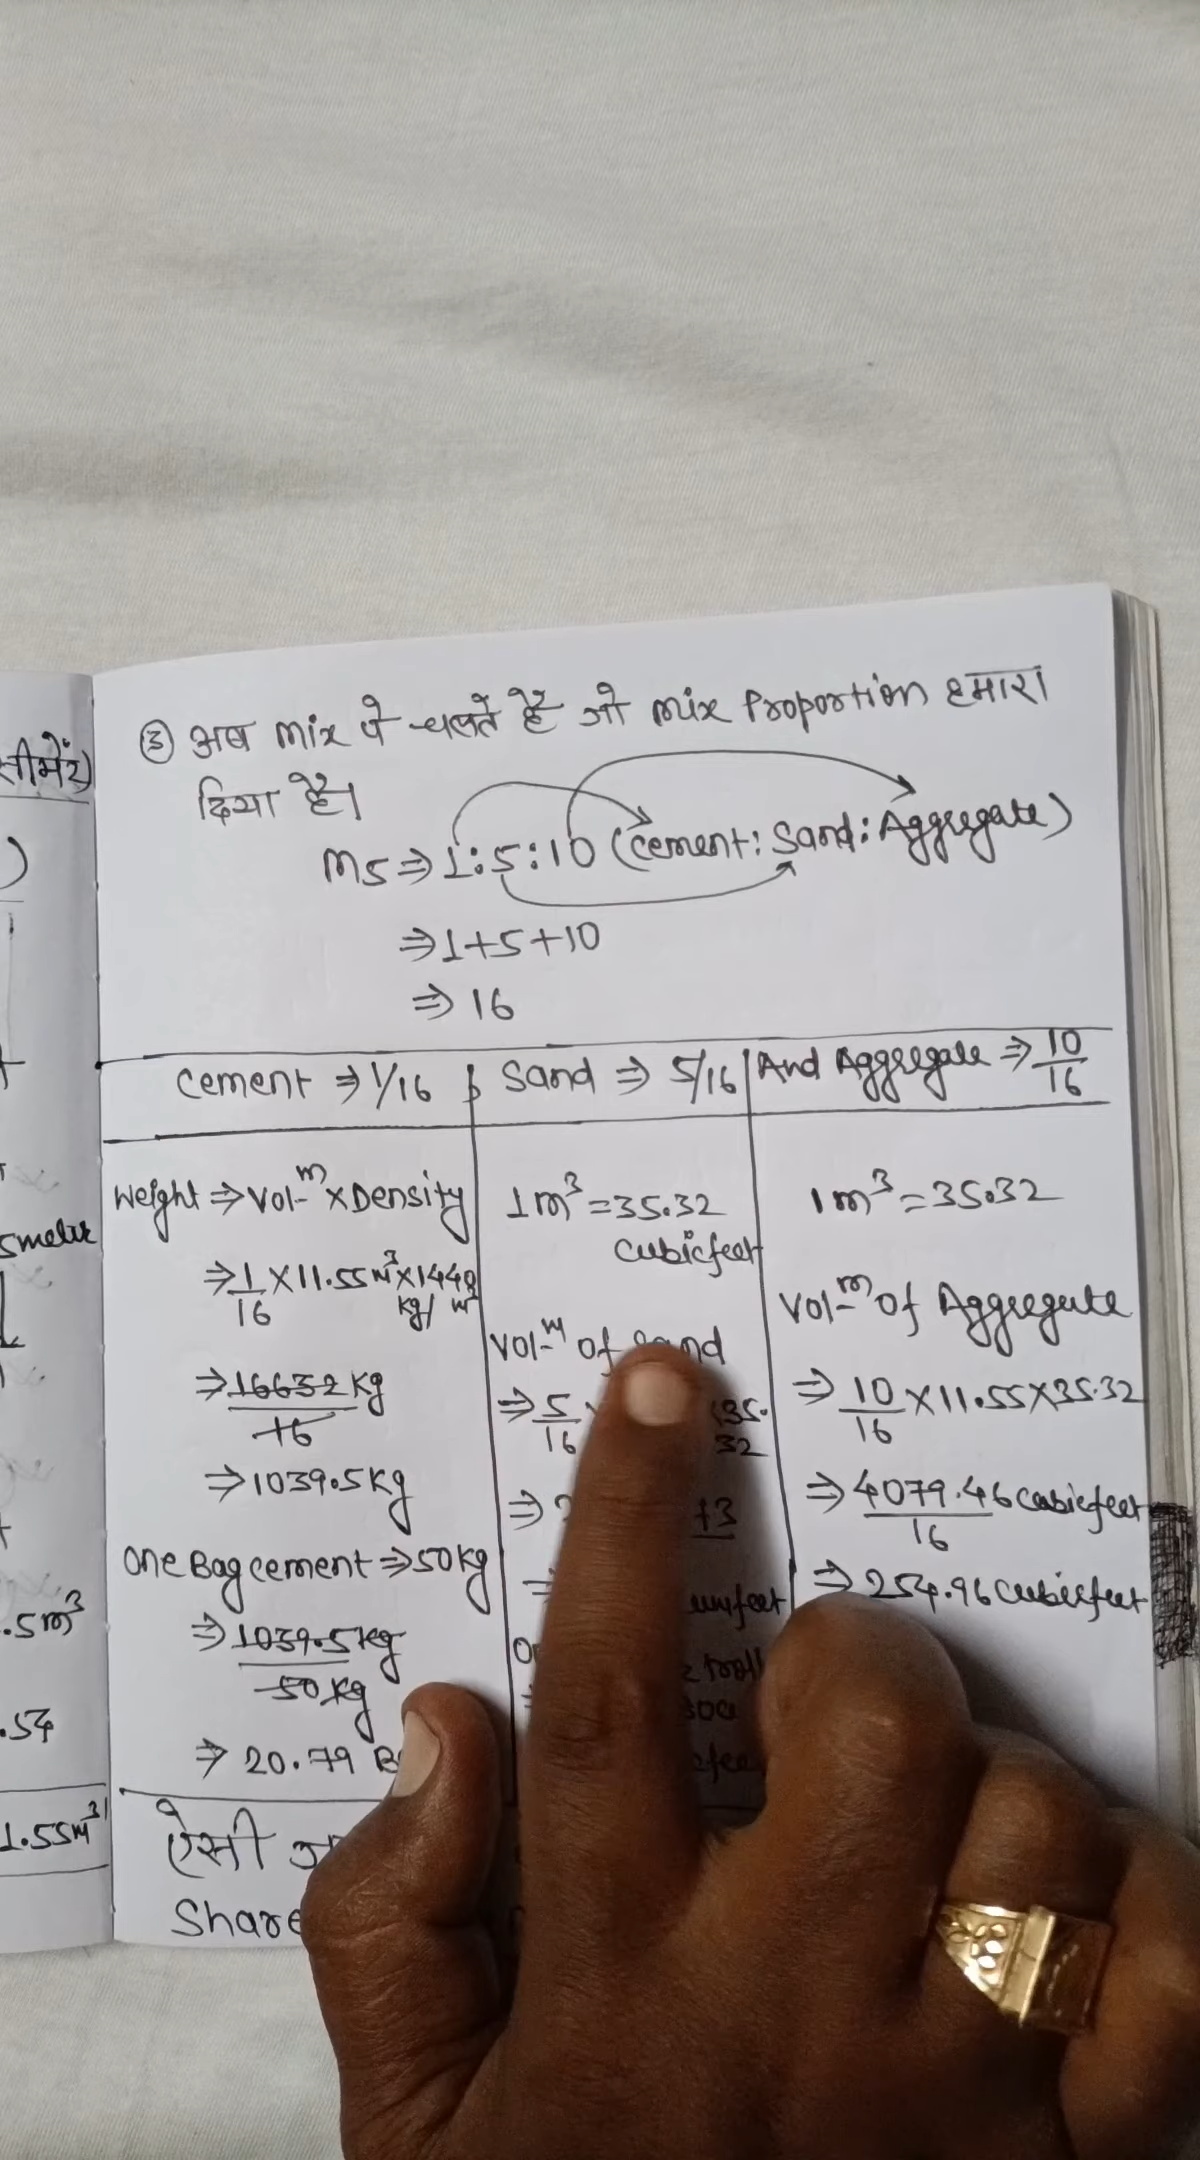 ③ अब mix पे चलते हैं जो mix Proportion हमारा
दिया है।
M5 ⇒ 1:5:10 (Cement: Sand: Aggregate)
⇒ 1+5+10
⇒ 16
Cement ⇒ 1/16
Weight ⇒ Vol-ᵐ × Density
⇒ 1/16 × 11.55 m³ × 1440
kg/m³
⇒ 16632 kg
16
⇒ 1039.5 kg
One Bag cement ⇒ 50 kg
⇒ 1039.5 kg
50 kg
⇒ 20.79
Sand ⇒ 5/16
1m³ = 35.32
Cubicfeet
Vol-ᵐ of Sand
⇒ 5/16 ×35.
32
⇒
And Aggregate ⇒ 10/16
1m³ = 35.32
Vol-ᵐ Of Aggregate
⇒ 10/16 × 11.55 × 35.32
⇒ 4079.46 Cubicfeet
16
⇒ 254.96 Cubicfeet
ऐसी
Share
.5m³
.54
1.55m³